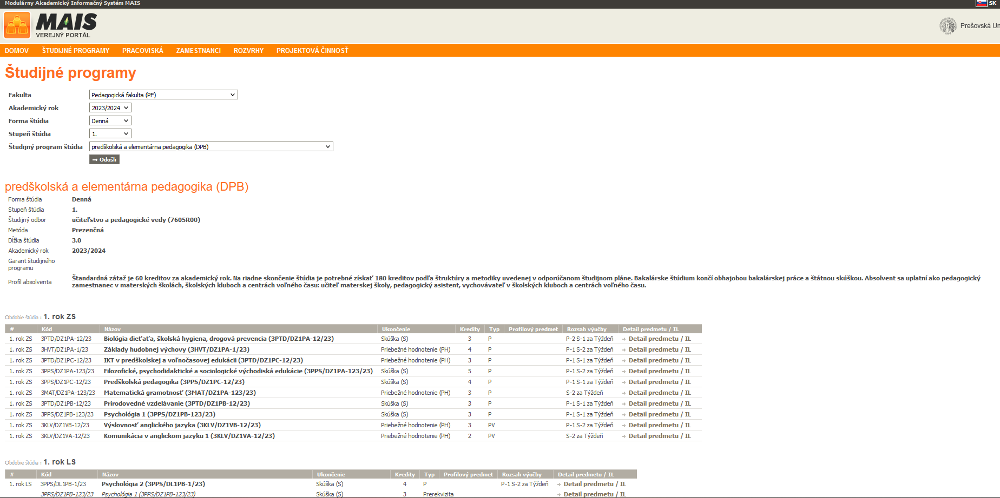 Modulárny Akademický Informačný Systém MAIS
SK
MAIS
VEREJNÝ PORTÁL
Prešovská Un
DOMOV ŠTUDIJNÉ PROGRAMY PRACOVISKÁ ZAMESTNANCI ROZVRHY PROJEKTOVÁ ČINNOSŤ
Študijné programy
Fakulta Pedagogická fakulta (PF)
Akademický rok 2023/2024
Forma štúdia Denná
Stupeň štúdia 1.
Študijný program štúdia predškolská a elementárna pedagogika (DPB)
Odošli
predškolská a elementárna pedagogika (DPB)
Forma štúdia Denná
Stupeň štúdia 1.
Študijný odbor učiteľstvo a pedagogické vedy (7605R00)
Metóda Prezenčná
Dĺžka štúdia 3.0
Akademický rok 2023/2024
Garant študijného
programu
Profil absolventa Štandardná zátaž je 60 kreditov za akademický rok. Na riadne skončenie štúdia je potrebné získať 180 kreditov podľa štruktúry a metodiky uvedenej v odporúčanom študijnom pláne. Bakalárske štúdium končí obhajobou bakalárskej práce a štátnou skúškou. Absolvent sa uplatní ako pedagogický
zamestnanec v materských školách, školských kluboch a centrách voľného času: učiteľ materskej školy, pedagogický asistent, vychovávateľ v školských kluboch a centrách voľného času.
Obdobie štúdia : 1. rok ZS
# Kód Názov Ukončenie Kredity Typ Profilový predmet Rozsah výučby Detail predmetu / IL
1. rok ZS 3PTD/DZ1PA-12/23 Biológia dieťaťa, školská hygiena, drogová prevencia (3PTD/DZ1PA-12/23) Skúška (S) 3 P P-2 S-1 za Týždeň Detail predmetu / IL
1. rok ZS 3HVT/DZ1PA-1/23 Základy hudobnej výchovy (3HVT/DZ1PA-1/23) Priebežné hodnotenie (PH) 4 P P-1 S-2 za Týždeň Detail predmetu / IL
1. rok ZS 3PTD/DZ1PC-12/23 IKT v predškolskej a voľnočasovej edukácii (3PTD/DZ1PC-12/23) Priebežné hodnotenie (PH) 3 P P-1 S-1 za Týždeň Detail predmetu / IL
1. rok ZS 3PPS/DZ1PA-123/23 Filozofické, psychodidaktické a sociologické východiská edukácie (3PPS/DZ1PA-123/23) Skúška (S) 5 P P-1 S-2 za Týždeň Detail predmetu / IL
1. rok ZS 3PPS/DZ1PC-12/23 Predškolská pedagogika (3PPS/DZ1PC-12/23) Skúška (S) 4 P P-1 S-1 za Týždeň Detail predmetu / IL
1. rok ZS 3MAT/DZ1PA-123/23 Matematická gramotnosť (3MAT/DZ1PA-123/23) Priebežné hodnotenie (PH) 3 P S-2 za Týždeň Detail predmetu / IL
1. rok ZS 3PTD/DZ1PB-12/23 Prírodovedné vzdelávanie (3PTD/DZ1PB-12/23) Skúška (S) 3 P P-1 S-1 za Týždeň Detail predmetu / IL
1. rok ZS 3PPS/DZ1PB-123/23 Psychológia 1 (3PPS/DZ1PB-123/23) Skúška (S) 3 P P-1 S-1 za Týždeň Detail predmetu / IL
1. rok ZS 3KLV/DZ1VB-12/23 Výslovnosť anglického jazyka (3KLV/DZ1VB-12/23) Priebežné hodnotenie (PH) 3 PV P-1 S-2 za Týždeň Detail predmetu / IL
1. rok ZS 3KLV/DZ1VA-12/23 Komunikácia v anglickom jazyku 1 (3KLV/DZ1VA-12/23) Priebežné hodnotenie (PH) 2 PV S-2 za Týždeň Detail predmetu / IL
Obdobie štúdia : 1. rok LS
# Kód Názov Ukončenie Kredity Typ Profilový predmet Rozsah výučby Detail predmetu / IL
1. rok LS 3PPS/DL1PB-1/23 Psychológia 2 (3PPS/DL1PB-1/23) Skúška (S) 4 P P-1 S-2 za Týždeň Detail predmetu / IL
3PPS/DZ1PB-123/23 Psychológia 1 (3PPS/DZ1PB-123/23) Skúška (S) 3 Prerekvizita Detail predmetu / IL